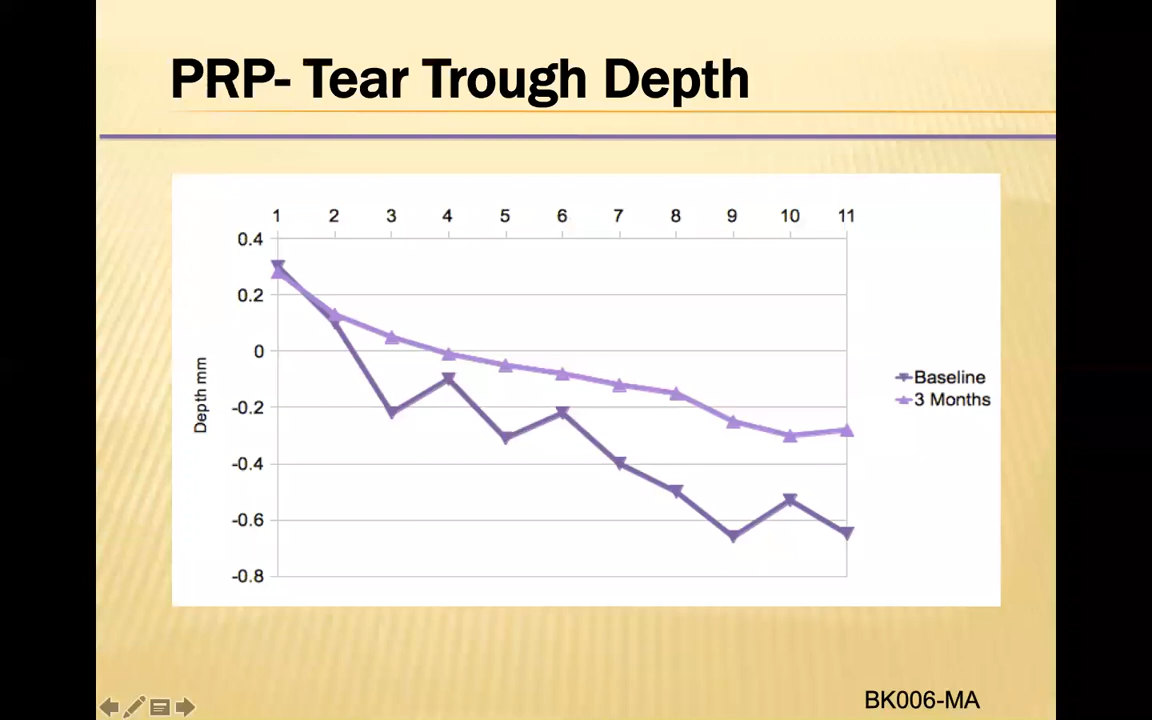 PRP- Tear Trough Depth
1 2 3 4 5 6 7 8 9 10 11
0.4
0.2
0
-0.2
-0.4
-0.6
-0.8
Depth mm
Baseline
3 Months
BK006-MA